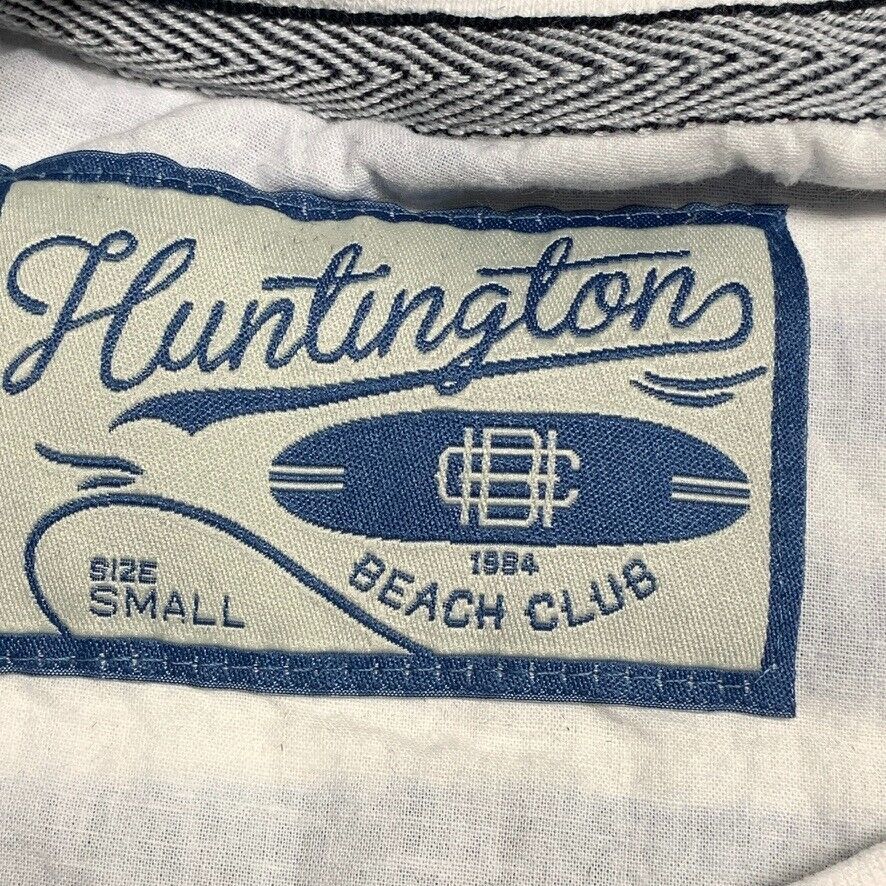 Huntington
HBC
1984
BEACH CLUB
SIZE
SMALL